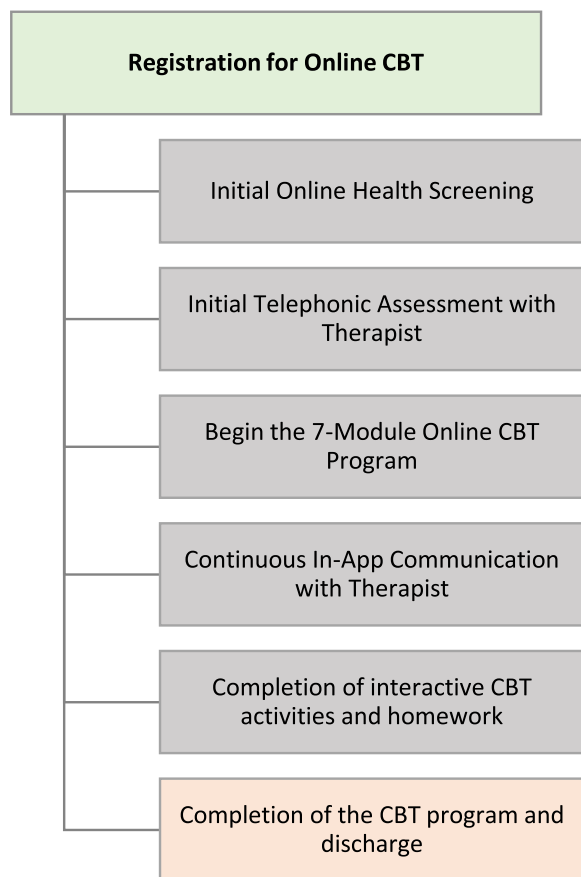 Registration for Online CBT
Initial Online Health Screening
Initial Telephonic Assessment with
Therapist
Begin the 7-Module Online CBT
Program
Continuous In-App Communication
with Therapist
Completion of interactive CBT
activities and homework
Completion of the CBT program and
discharge